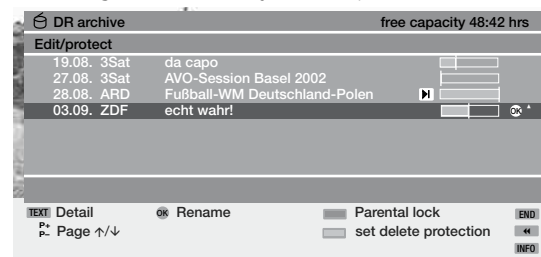 DR archive free capacity 48:42 hrs
Edit/protect
19.08. 3Sat da capo
27.08. 3Sat AVO-Session Basel 2002
28.08. ARD Fußball-WM Deutschland-Polen
03.09. ZDF echt wahr! OK
TEXT Detail OK Rename Parental lock END
P+ P- Page ↑/↓ set delete protection
INFO